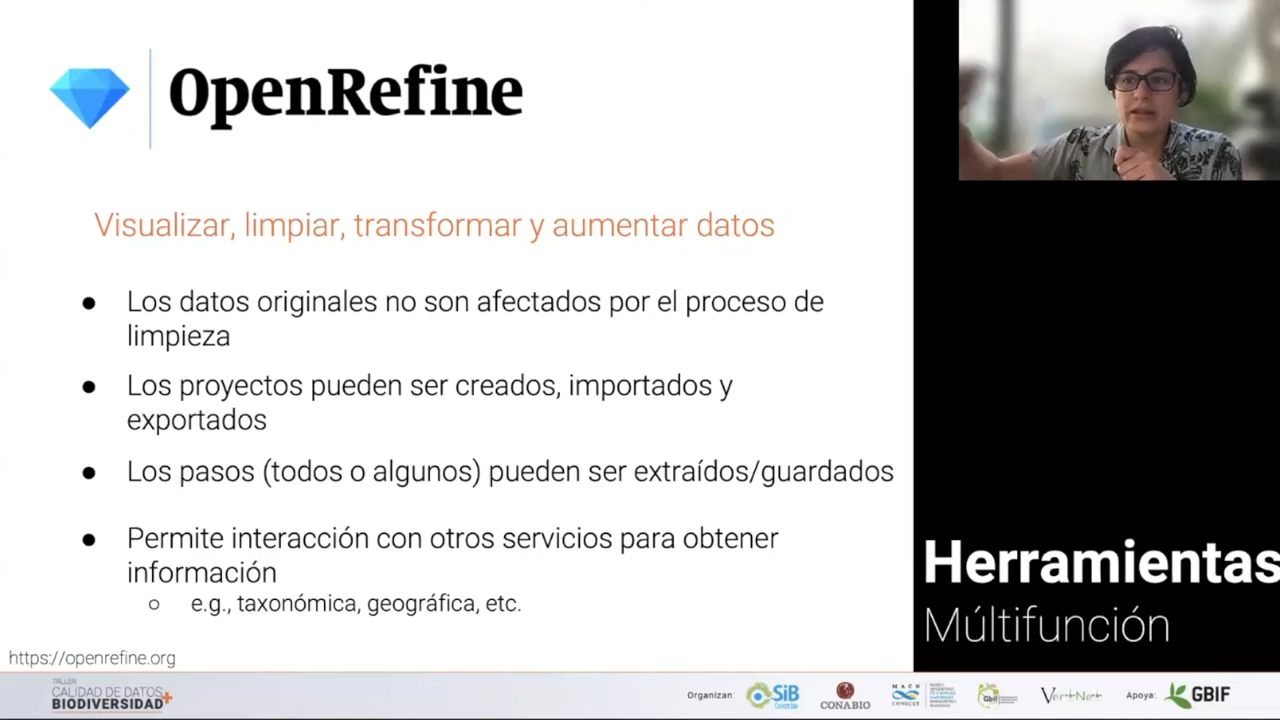 OpenRefine
Visualizar, limpiar, transformar y aumentar datos
● Los datos originales no son afectados por el proceso de
limpieza
● Los proyectos pueden ser creados, importados y
exportados
● Los pasos (todos o algunos) pueden ser extraídos/guardados
● Permite interacción con otros servicios para obtener
información
○ e.g., taxonómica, geográfica, etc.
https://openrefine.org
Herramientas
Múltifunción
TALLER
CALIDAD DE DATOS
BIODIVERSIDAD+
Organizan:
SiB
Colombia
CONABIO
MACN
CONICET
Gbif
VertNet
Apoya:
GBIF